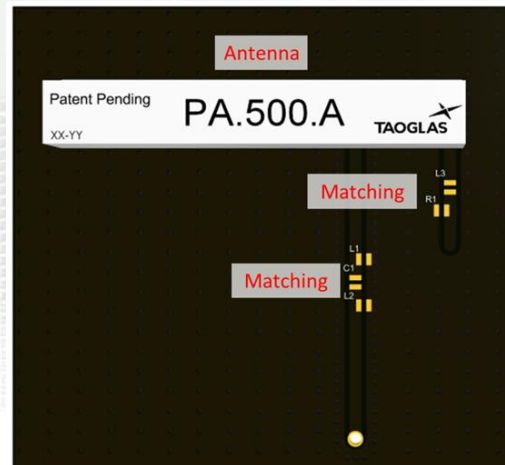 Antenna
Patent Pending
PA.500.A
TAOGLAS
XX-YY
L3
Matching
R1
L1
C1
Matching
L2